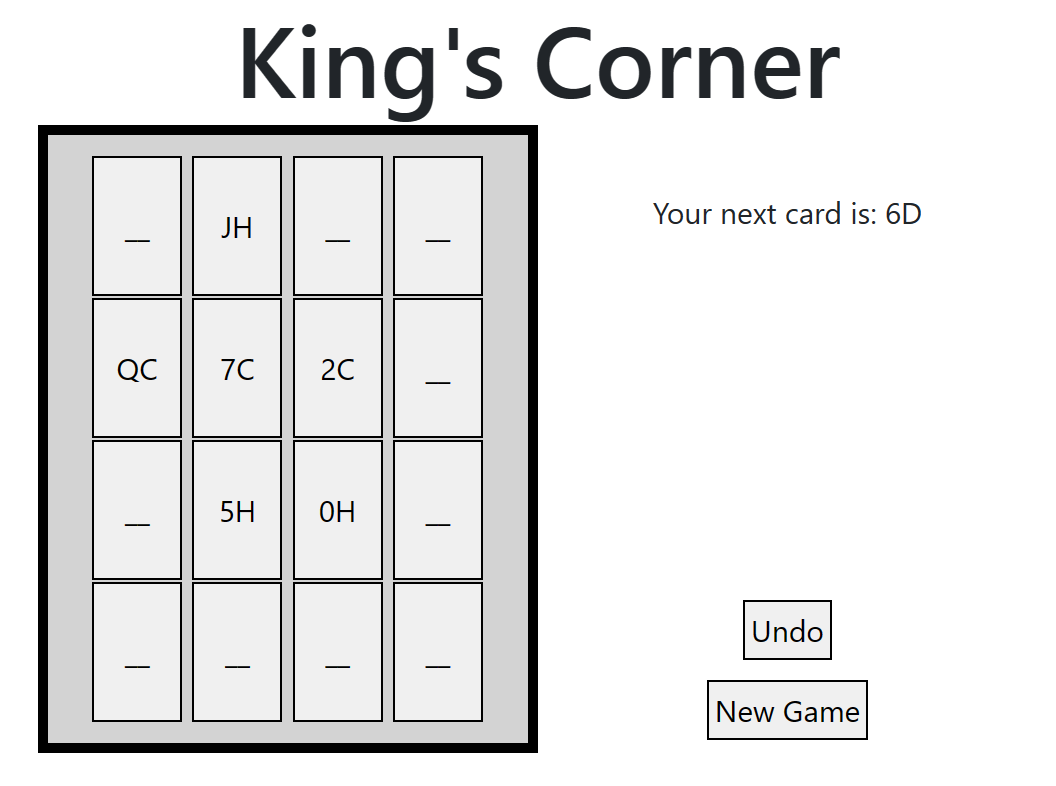 King's Corner
__ JH __ __
Your next card is: 6D
QC 7C 2C __
__ 5H 0H __
__ __ __ __
Undo
New Game